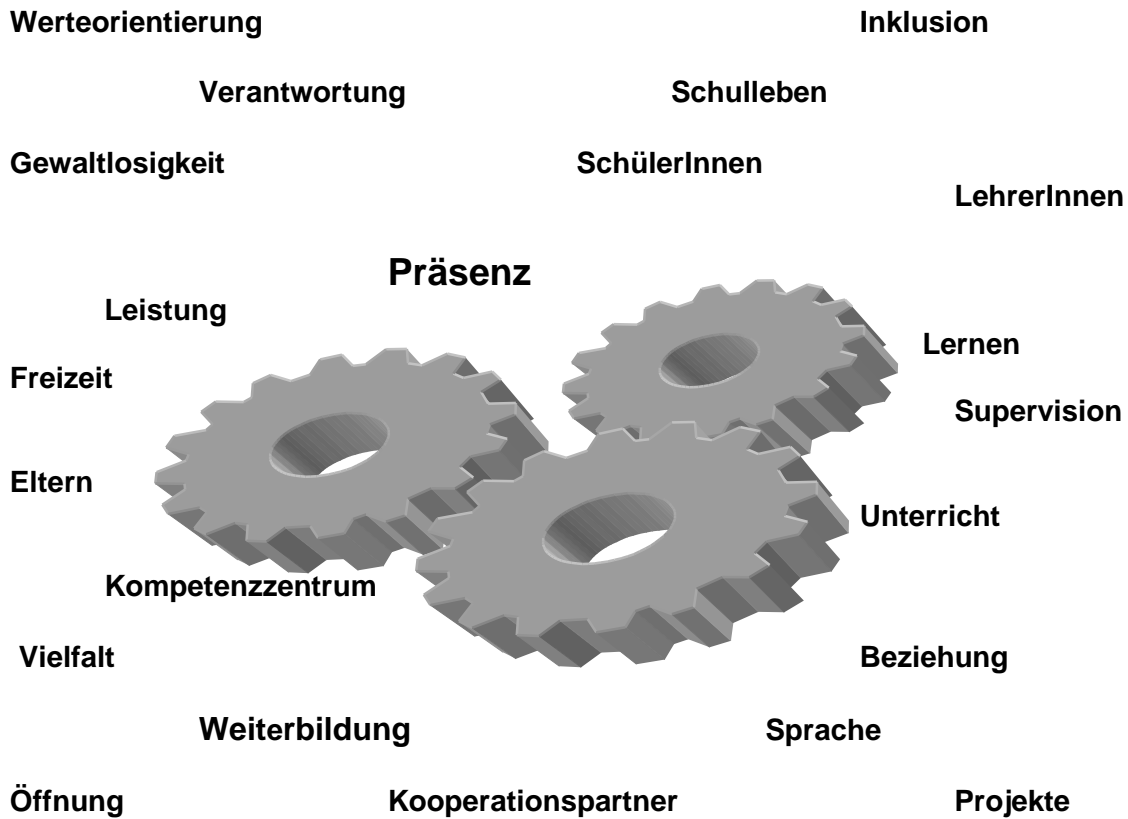 Werteorientierung Inklusion
Verantwortung Schulleben
Gewaltlosigkeit SchülerInnen
LehrerInnen
Präsenz
Leistung
Lernen
Freizeit
Supervision
Eltern
Unterricht
Kompetenzzentrum
Vielfalt Beziehung
Weiterbildung Sprache
Öffnung Kooperationspartner Projekte